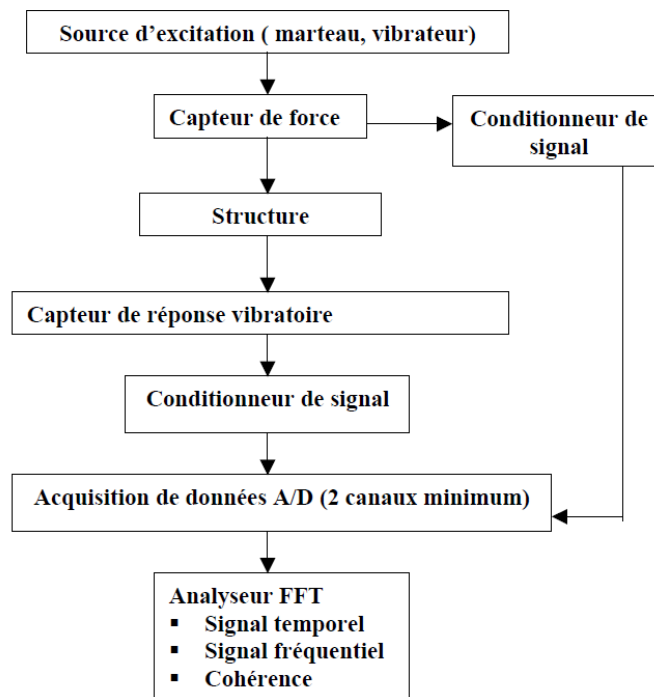 Source d'excitation ( marteau, vibrateur)
Capteur de force
Conditionneur de
signal
Structure
Capteur de réponse vibratoire
Conditionneur de signal
Acquisition de données A/D (2 canaux minimum)
Analyseur FFT
▪ Signal temporel
▪ Signal fréquentiel
▪ Cohérence